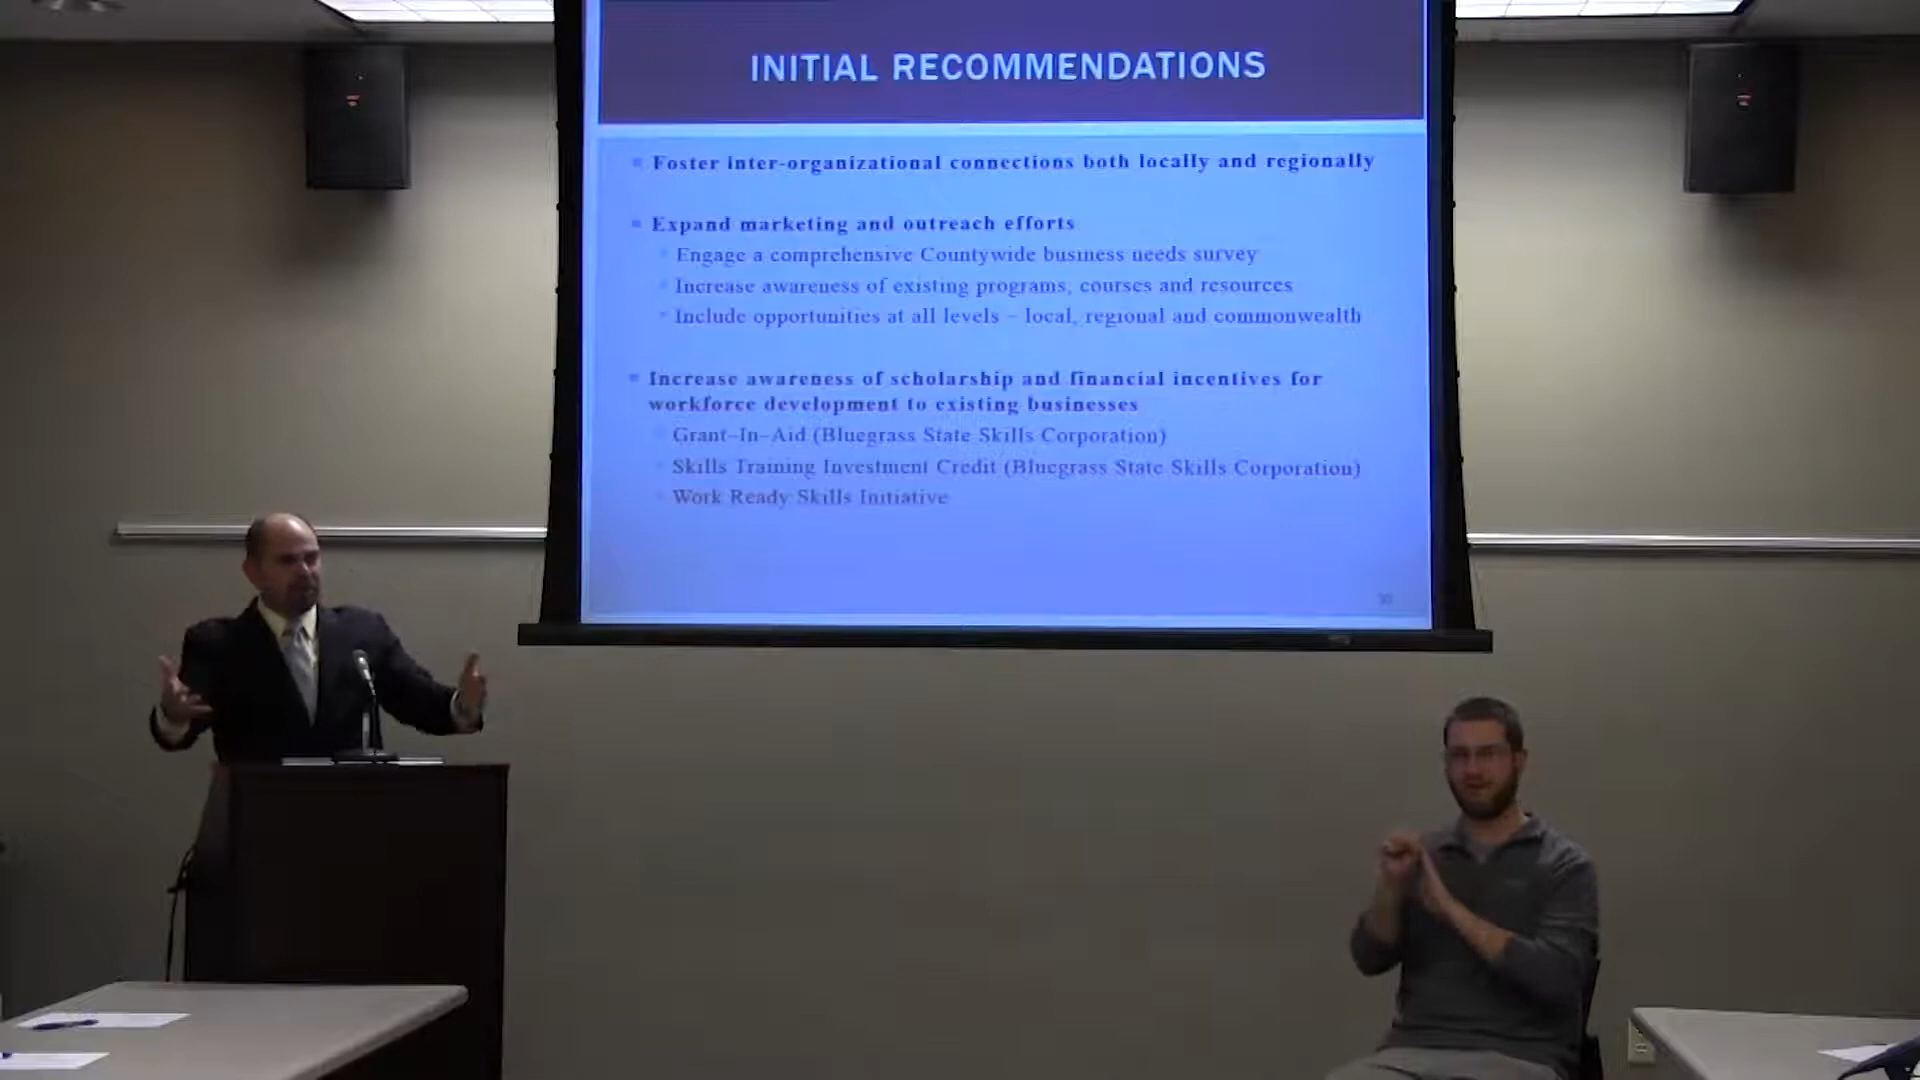 INITIAL RECOMMENDATIONS
Foster inter-organizational connections both locally and regionally
Expand marketing and outreach efforts
Engage a comprehensive Countywide business needs survey
Increase awareness of existing programs, courses and resources
Include opportunities at all levels – local, regional and commonwealth
Increase awareness of scholarship and financial incentives for
workforce development to existing businesses
Grant–In–Aid (Bluegrass State Skills Corporation)
Skills Training Investment Credit (Bluegrass State Skills Corporation)
Work Ready Skills Initiative